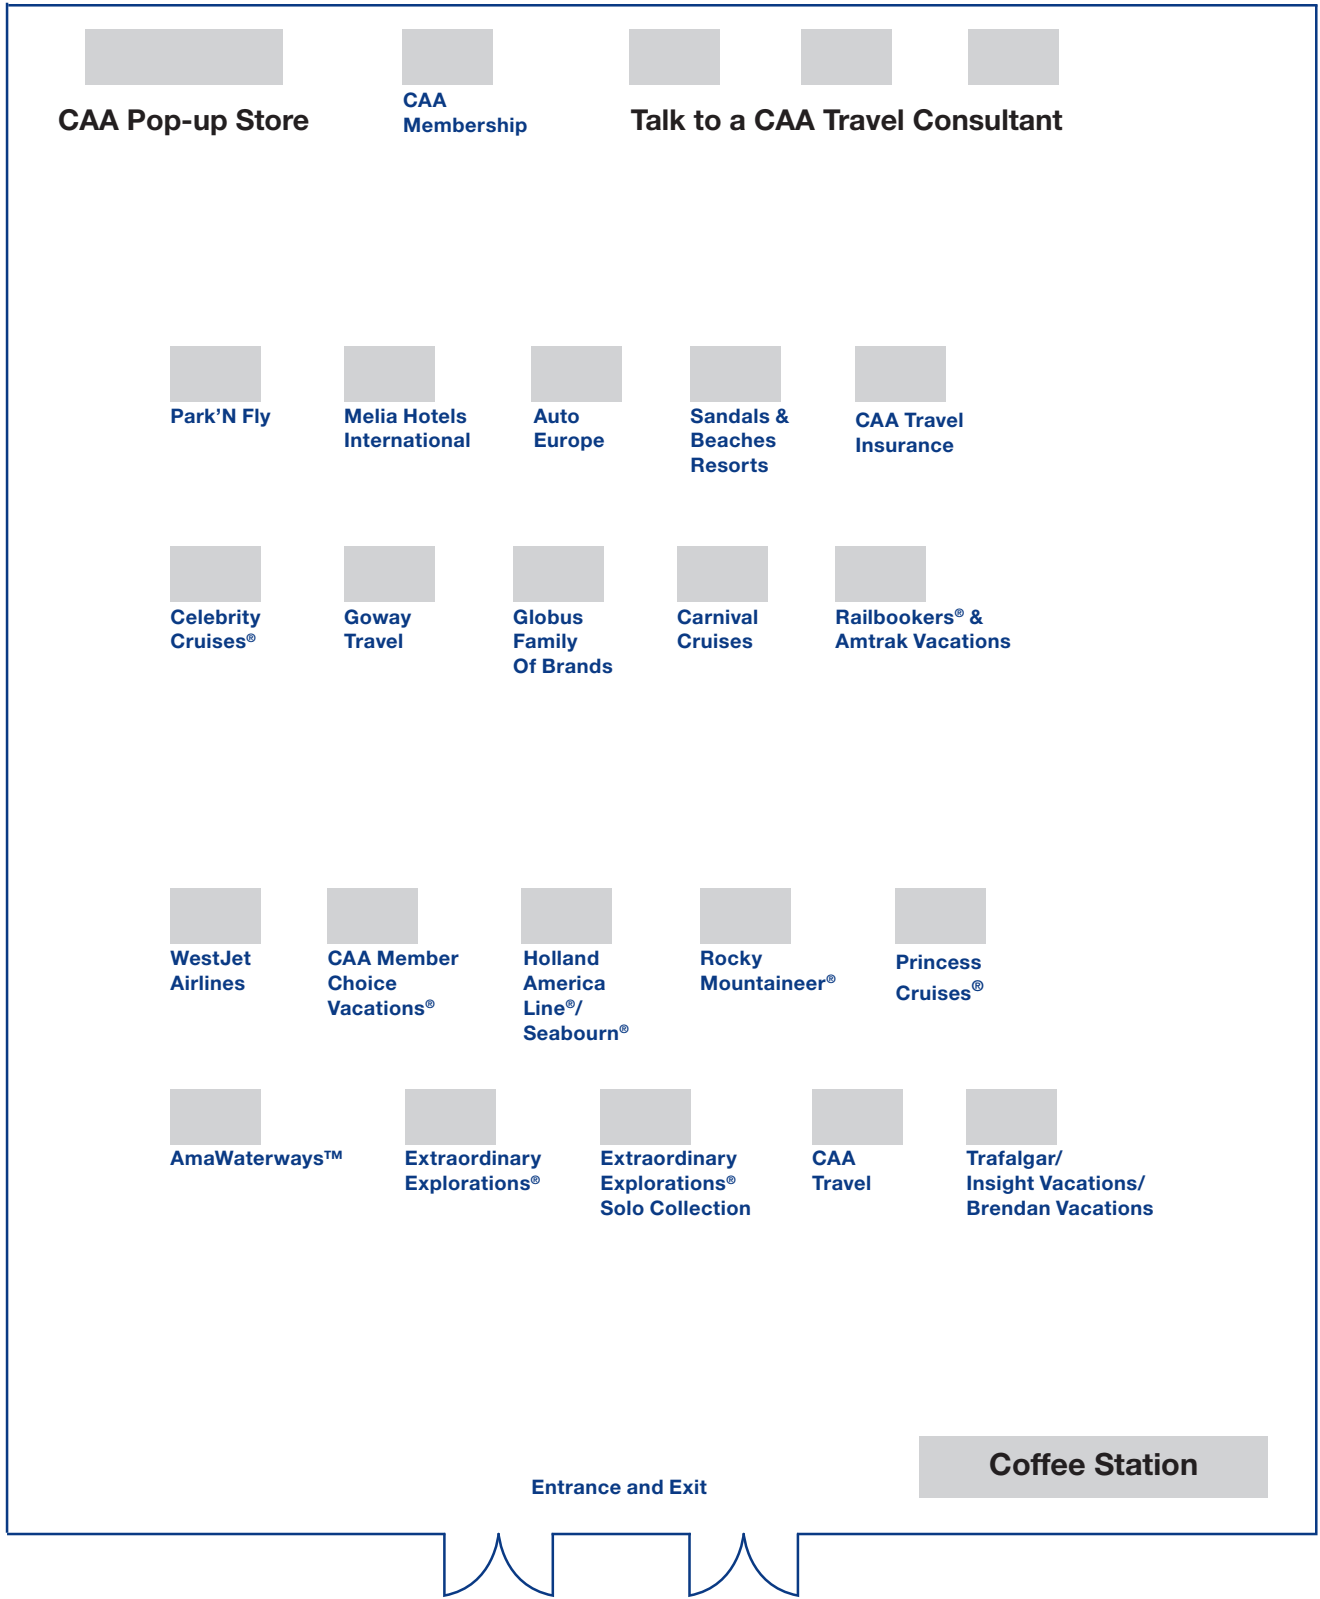 CAA Pop-up Store
CAA
Membership
Talk to a CAA Travel Consultant
Park’N Fly
Melia Hotels
International
Auto
Europe
Sandals &
Beaches
Resorts
CAA Travel
Insurance
Celebrity
Cruises®
Goway
Travel
Globus
Family
Of Brands
Carnival
Cruises
Railbookers® &
Amtrak Vacations
WestJet
Airlines
CAA Member
Choice
Vacations®
Holland
America
Line®/
Seabourn®
Rocky
Mountaineer®
Princess
Cruises®
AmaWaterways™
Extraordinary
Explorations®
Extraordinary
Explorations®
Solo Collection
CAA
Travel
Trafalgar/
Insight Vacations/
Brendan Vacations
Coffee Station
Entrance and Exit